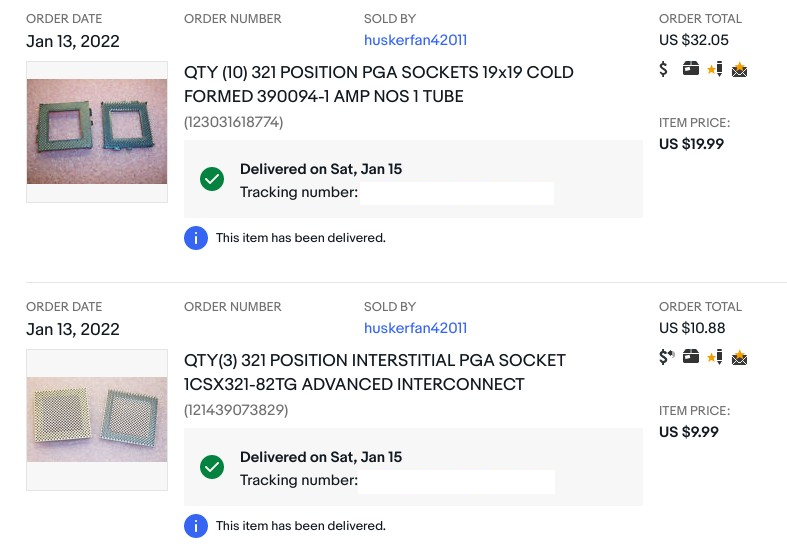 ORDER DATE
ORDER NUMBER
SOLD BY
ORDER TOTAL
Jan 13, 2022
huskerfan42011
US $32.05
QTY (10) 321 POSITION PGA SOCKETS 19x19 COLD
FORMED 390094-1 AMP NOS 1 TUBE
(123031618774)
ITEM PRICE:
US $19.99
Delivered on Sat, Jan 15
Tracking number:
This item has been delivered.
ORDER DATE
ORDER NUMBER
SOLD BY
ORDER TOTAL
Jan 13, 2022
huskerfan42011
US $10.88
QTY(3) 321 POSITION INTERSTITIAL PGA SOCKET
1CSX321-82TG ADVANCED INTERCONNECT
(121439073829)
ITEM PRICE:
US $9.99
Delivered on Sat, Jan 15
Tracking number:
This item has been delivered.